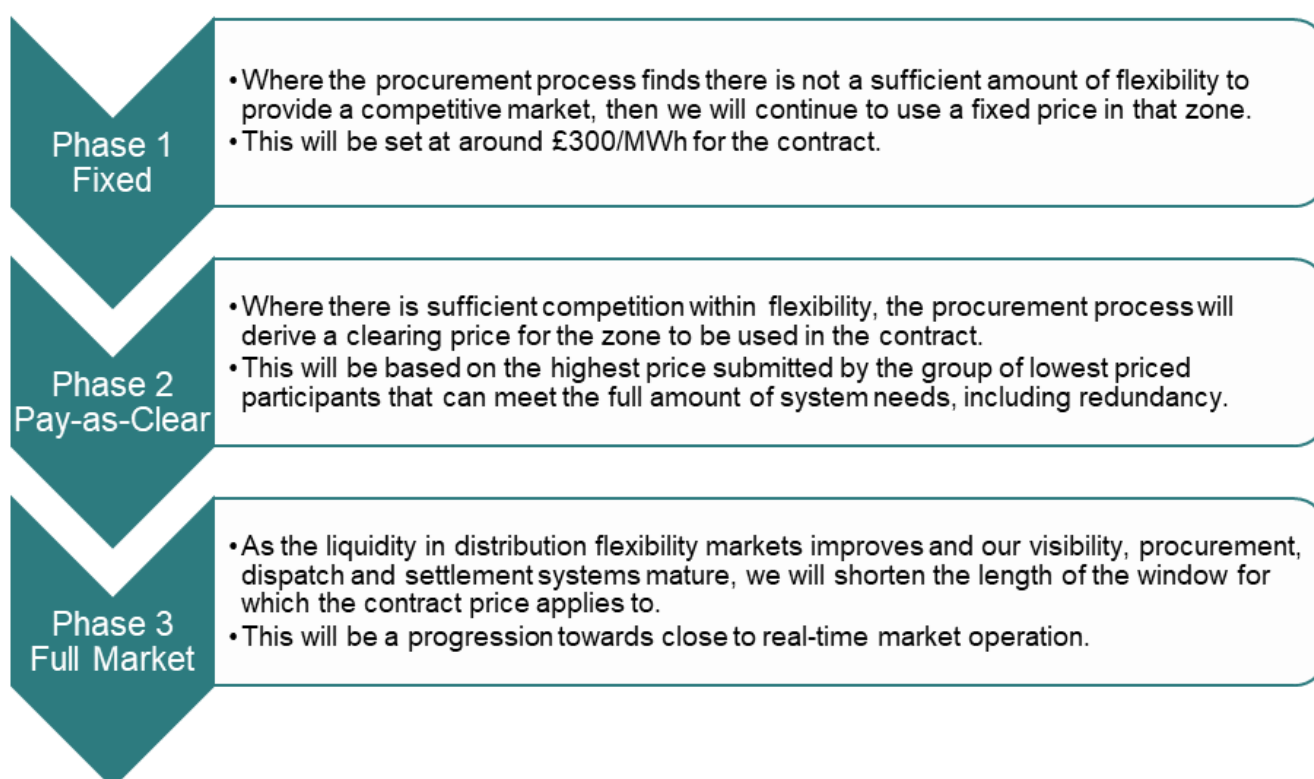 Phase 1
Fixed
•Where the procurement process finds there is not a sufficient amount of flexibility to
provide a competitive market, then we will continue to use a fixed price in that zone.
•This will be set at around £300/MWh for the contract.
Phase 2
Pay-as-Clear
•Where there is sufficient competition within flexibility, the procurement process will
derive a clearing price for the zone to be used in the contract.
•This will be based on the highest price submitted by the group of lowest priced
participants that can meet the full amount of system needs, including redundancy.
Phase 3
Full Market
•As the liquidity in distribution flexibility markets improves and our visibility, procurement,
dispatch and settlement systems mature, we will shorten the length of the window for
which the contract price applies to.
•This will be a progression towards close to real-time market operation.